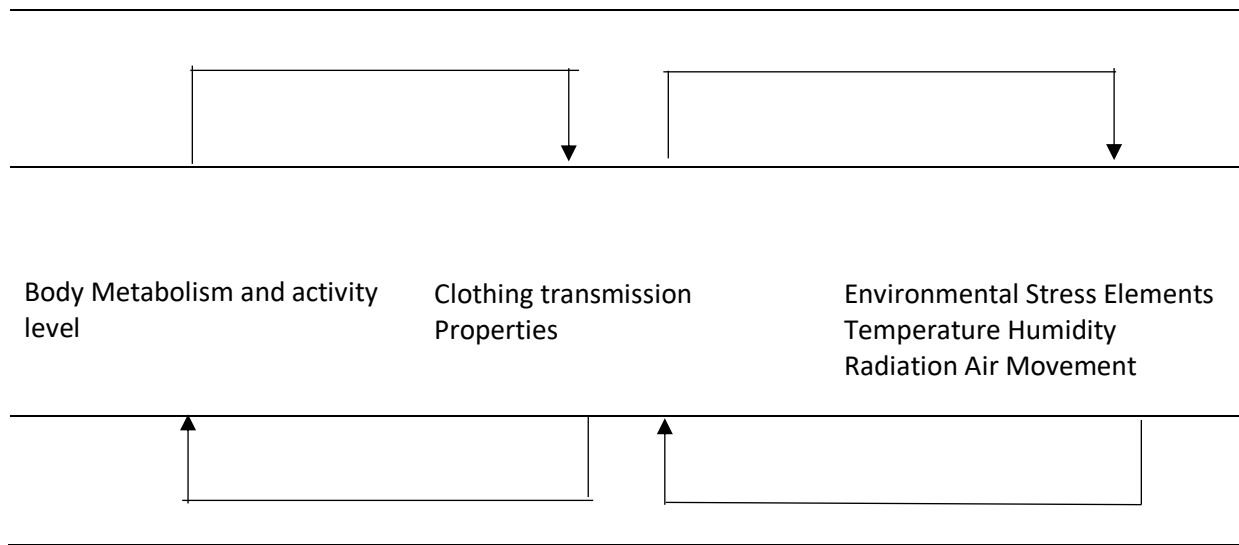 Body Metabolism and activity
level
Clothing transmission
Properties
Environmental Stress Elements
Temperature Humidity
Radiation Air Movement